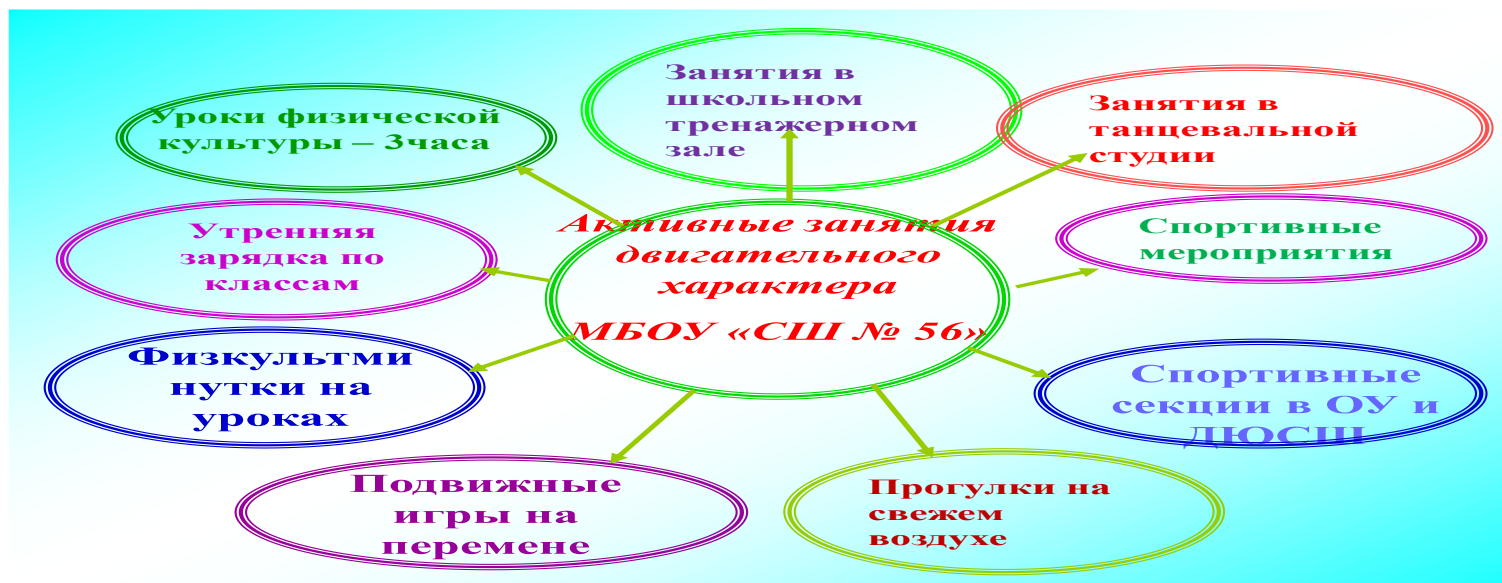 Занятия в
школьном
тренажерном
зале
Уроки физической
культуры – 3часа
Занятия в
танцевальной
студии
Утренняя
зарядка по
классам
Активные занятия
двигательного
характера
МБОУ «СШ № 56»
Спортивные
мероприятия
Физкультми
нутки на
уроках
Спортивные
секции в ОУ и
ДЮСШ
Подвижные
игры на
перемене
Прогулки на
свежем
воздухе